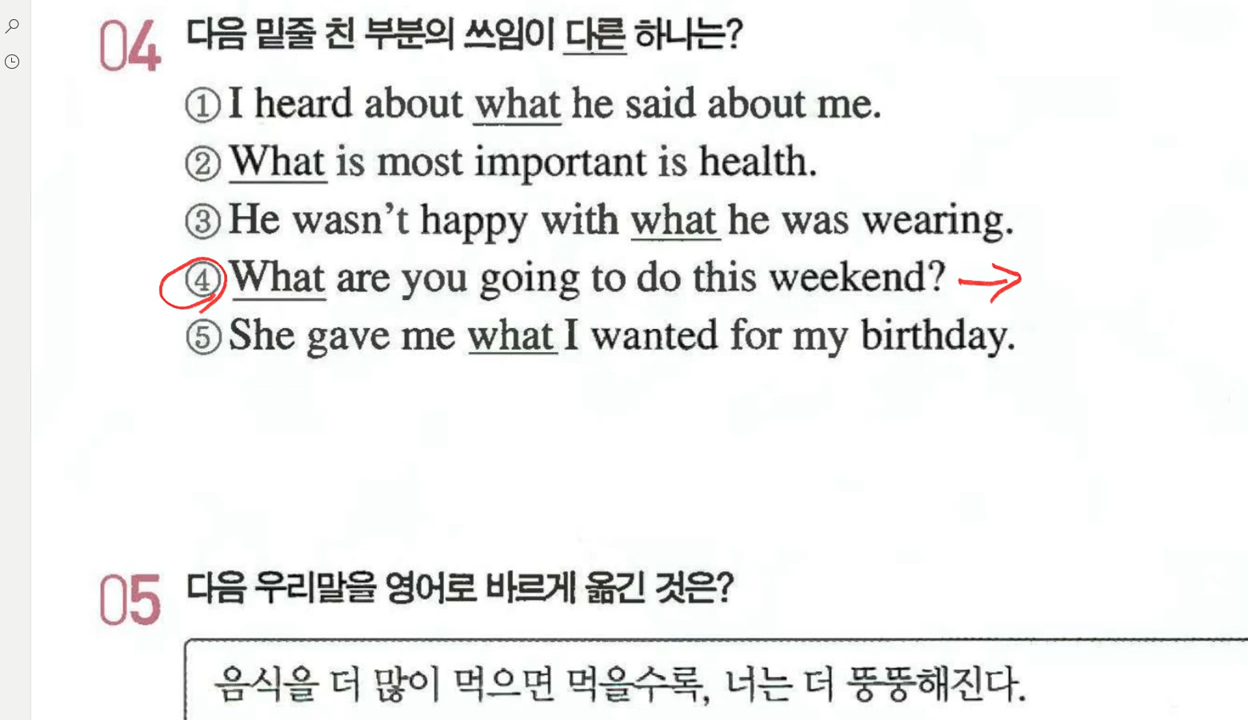 04 다음 밑줄 친 부분의 쓰임이 다른 하나는?
① I heard about what he said about me.
② What is most important is health.
③ He wasn't happy with what he was wearing.
④ What are you going to do this weekend? →
⑤ She gave me what I wanted for my birthday.
05 다음 우리말을 영어로 바르게 옮긴 것은?
음식을 더 많이 먹으면 먹을수록, 너는 더 뚱뚱해진다.